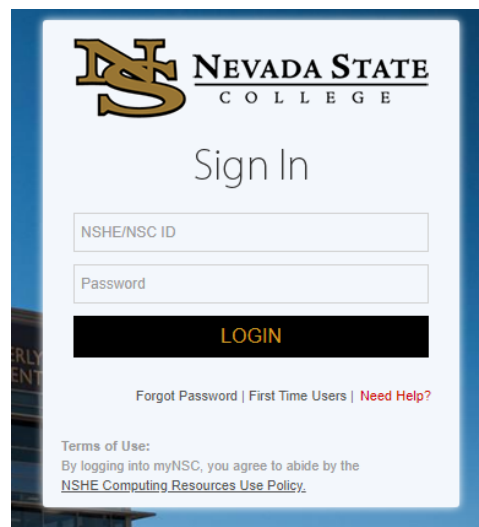 NS NEVADA STATE
COLLEGE
Sign In
NSHE/NSC ID
Password
LOGIN
Forgot Password | First Time Users | Need Help?
Terms of Use:
By logging into myNSC, you agree to abide by the
NSHE Computing Resources Use Policy.